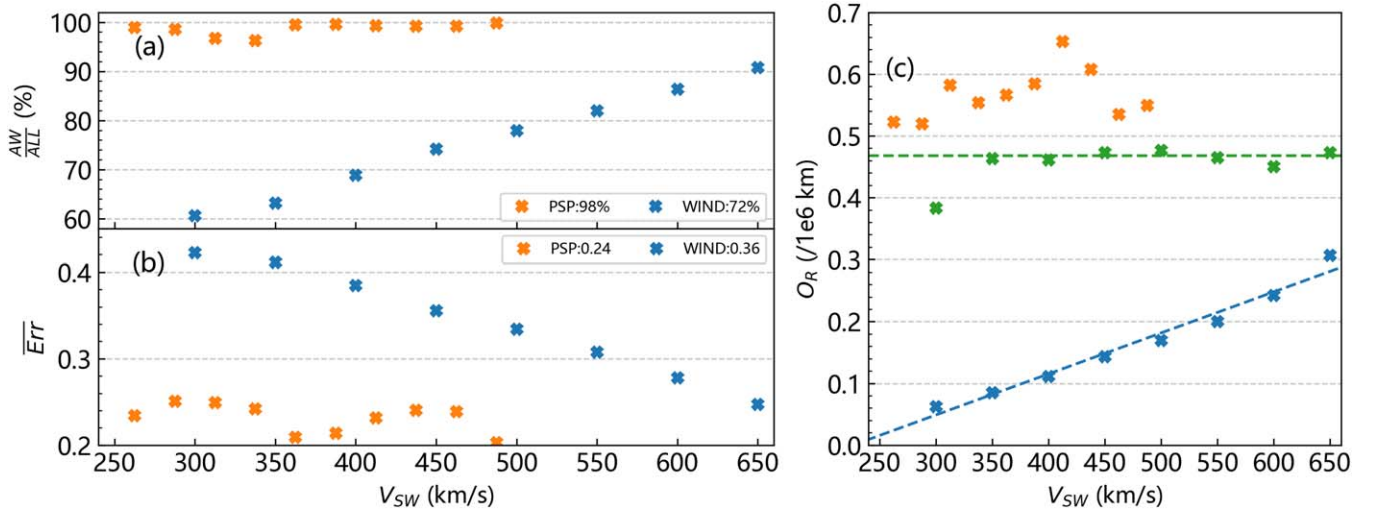 100
90
80
70
60
AW/ALL (%)
(a)
PSP:98% WIND:72%
0.4
0.3
0.2
Err
(b)
PSP:0.24 WIND:0.36
250 300 350 400 450 500 550 600 650
V_SW (km/s)
0.7
0.6
0.5
0.4
0.3
0.2
0.1
0.0
O_R (/1e6 km)
(c)
250 300 350 400 450 500 550 600 650
V_SW (km/s)